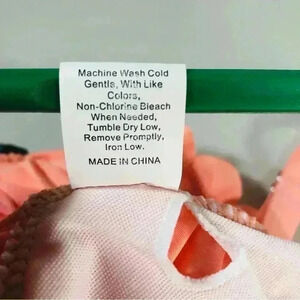 Machine Wash Cold
Gentle, With Like
Colors,
Non-Chlorine Bleach
When Needed,
Tumble Dry Low,
Remove Promptly,
Iron Low.
MADE IN CHINA